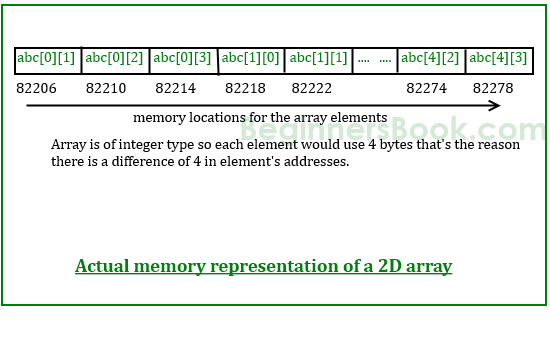 abc[0][1] abc[0][2] abc[0][3] abc[1][0] abc[1][1] .... .... abc[4][2] abc[4][3]
82206 82210 82214 82218 82222 82274 82278
memory locations for the array elements
BeginnersBook.com
Array is of integer type so each element would use 4 bytes that's the reason
there is a difference of 4 in element's addresses.
Actual memory representation of a 2D array